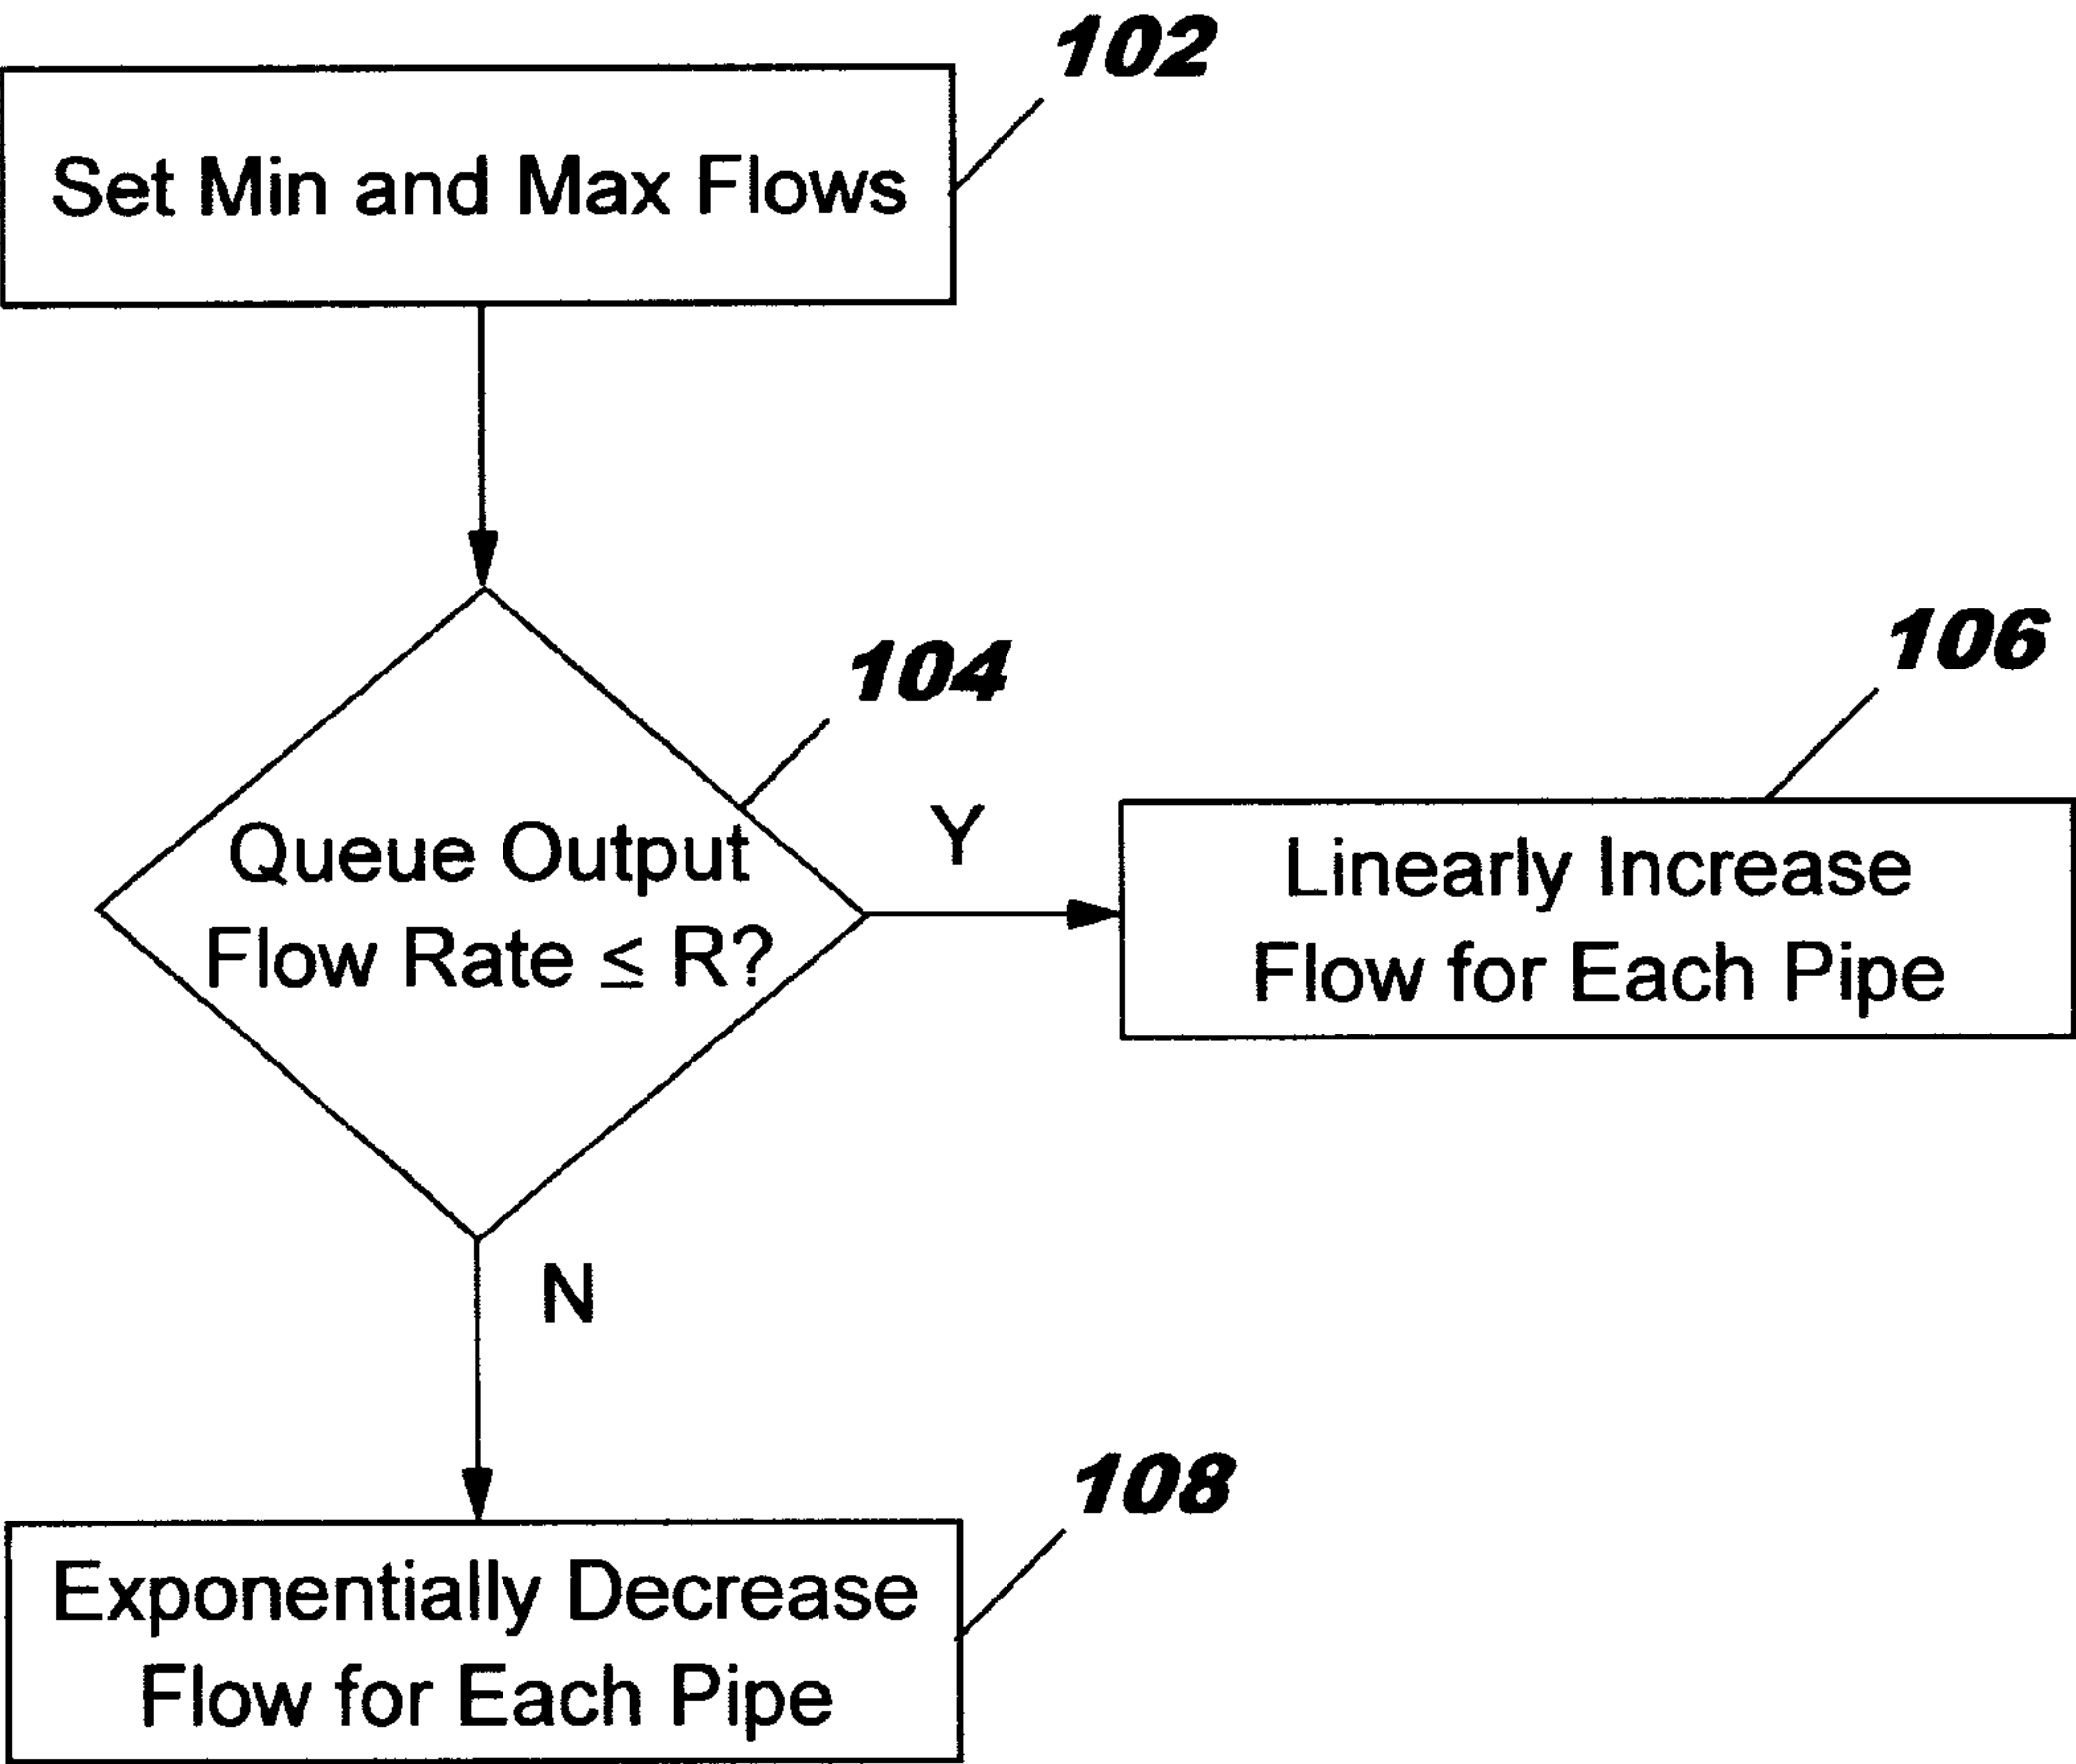 102
Set Min and Max Flows
104
106
Queue Output
Flow Rate ≤ R?
Y
Linearly Increase
Flow for Each Pipe
N
108
Exponentially Decrease
Flow for Each Pipe